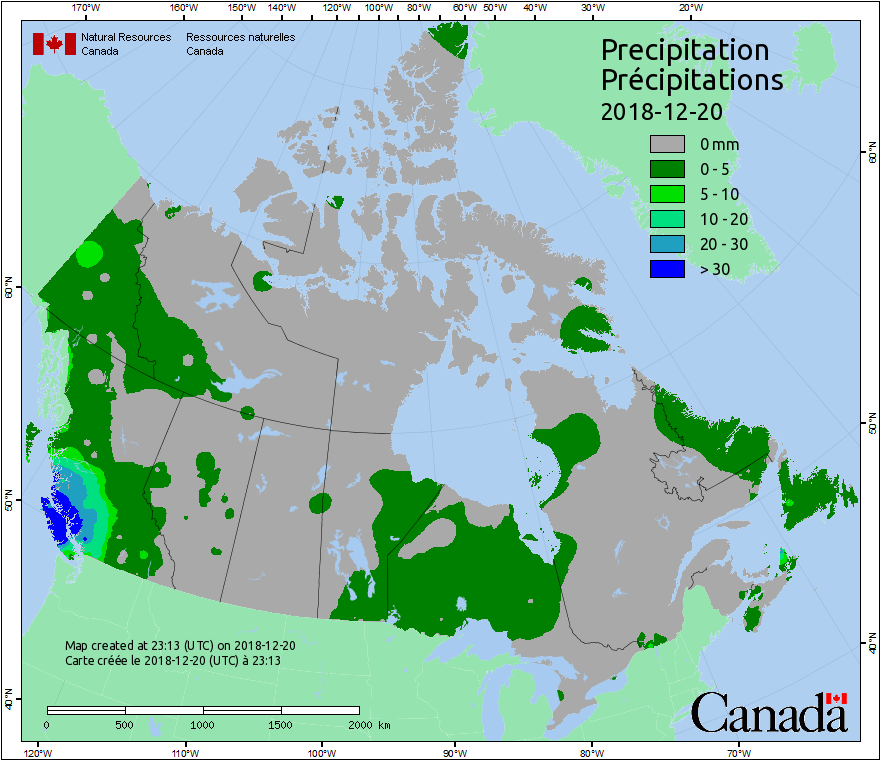 170°W 160°W 150°W 140°W 120°W 100°W 80°W 60°W 50°W 40°W 30°W 20°W
Natural Resources Ressources naturelles
Canada Canada
Precipitation
Précipitations
2018-12-20
0 mm
0 - 5
5 - 10
10 - 20
20 - 30
> 30
60°N
60°N
50°N
50°N
40°N
40°N
Map created at 23:13 (UTC) on 2018-12-20
Carte créée le 2018-12-20 (UTC) à 23:13
0 500 1000 1500 2000 km
Canada
120°W 110°W 100°W 90°W 80°W 70°W